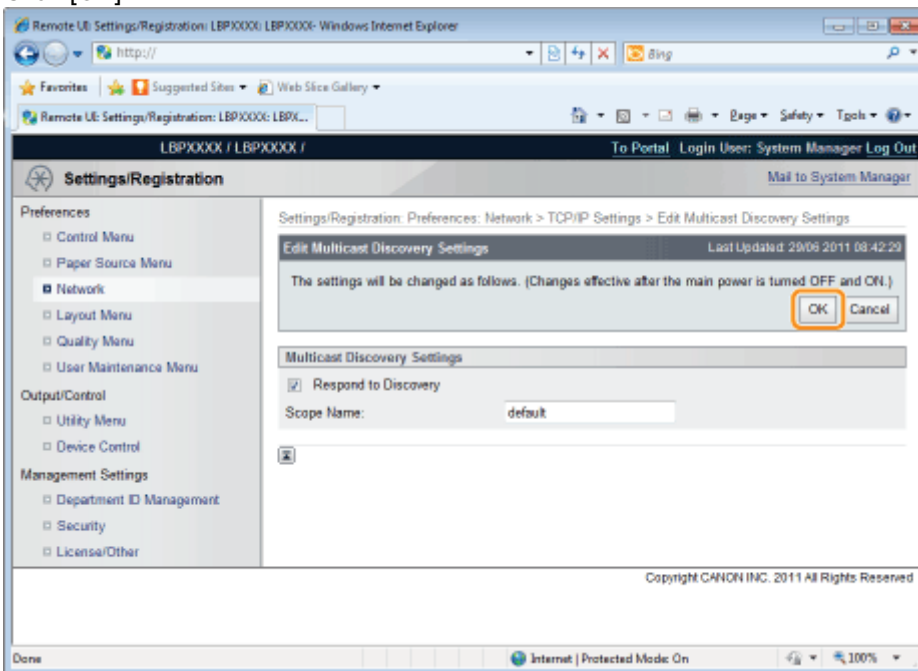 Remote UI: Settings/Registration: LBPXXXX: LBPXXXX- Windows Internet Explorer
http://
Bing
Favorites Suggested Sites Web Slice Gallery
Remote UI: Settings/Registration: LBPXXXX: LBPX... Page Safety Tools
LBPXXXX / LBPXXXX / To Portal Login User: System Manager Log Out
Settings/Registration Mail to System Manager
Preferences
Control Menu
Paper Source Menu
Network
Layout Menu
Quality Menu
User Maintenance Menu
Output/Control
Utility Menu
Device Control
Management Settings
Department ID Management
Security
License/Other
Settings/Registration: Preferences: Network > TCP/IP Settings > Edit Multicast Discovery Settings
Edit Multicast Discovery Settings Last Updated: 29/06 2011 08:42:29
The settings will be changed as follows. (Changes effective after the main power is turned OFF and ON.)
OK Cancel
Multicast Discovery Settings
Respond to Discovery
Scope Name: default
Copyright CANON INC. 2011 All Rights Reserved
Done Internet | Protected Mode: On 100%